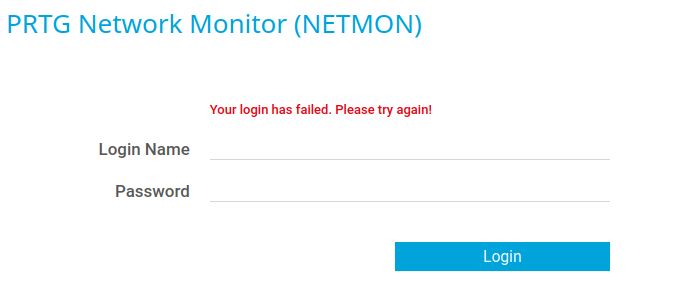 PRTG Network Monitor (NETMON)
Your login has failed. Please try again!
Login Name
Password
Login